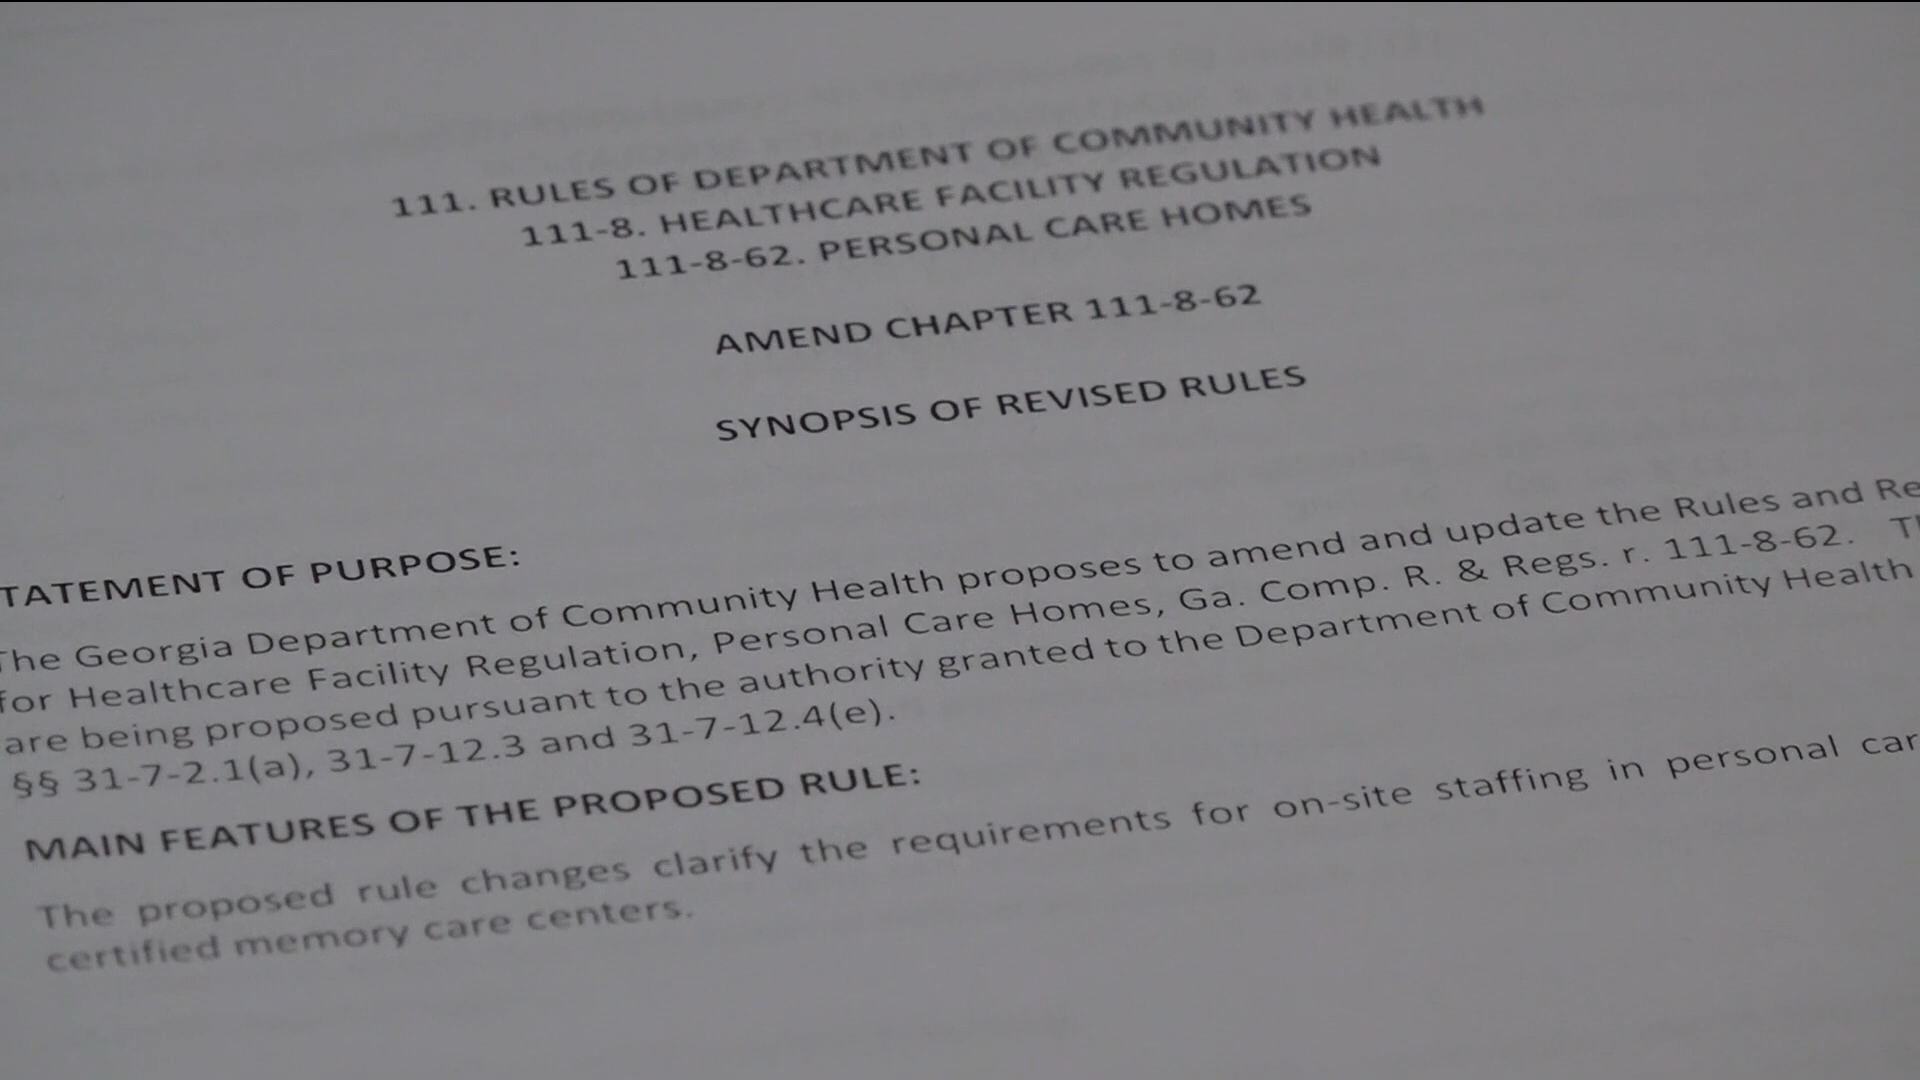 111. RULES OF DEPARTMENT OF COMMUNITY HEALTH
111-8. HEALTHCARE FACILITY REGULATION
111-8-62. PERSONAL CARE HOMES
AMEND CHAPTER 111-8-62
SYNOPSIS OF REVISED RULES
TATEMENT OF PURPOSE:
The Georgia Department of Community Health proposes to amend and update the Rules and Re
for Healthcare Facility Regulation, Personal Care Homes, Ga. Comp. R. & Regs. r. 111-8-62. Th
are being proposed pursuant to the authority granted to the Department of Community Health
§§ 31-7-2.1(a), 31-7-12.3 and 31-7-12.4(e).
MAIN FEATURES OF THE PROPOSED RULE:
The proposed rule changes clarify the requirements for on-site staffing in personal car
certified memory care centers.